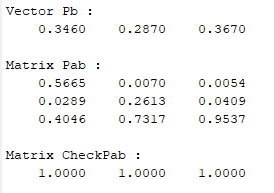 Vector Pb :
0.3460 0.2870 0.3670
Matrix Pab :
0.5665 0.0070 0.0054
0.0289 0.2613 0.0409
0.4046 0.7317 0.9537
Matrix CheckPab :
1.0000 1.0000 1.0000